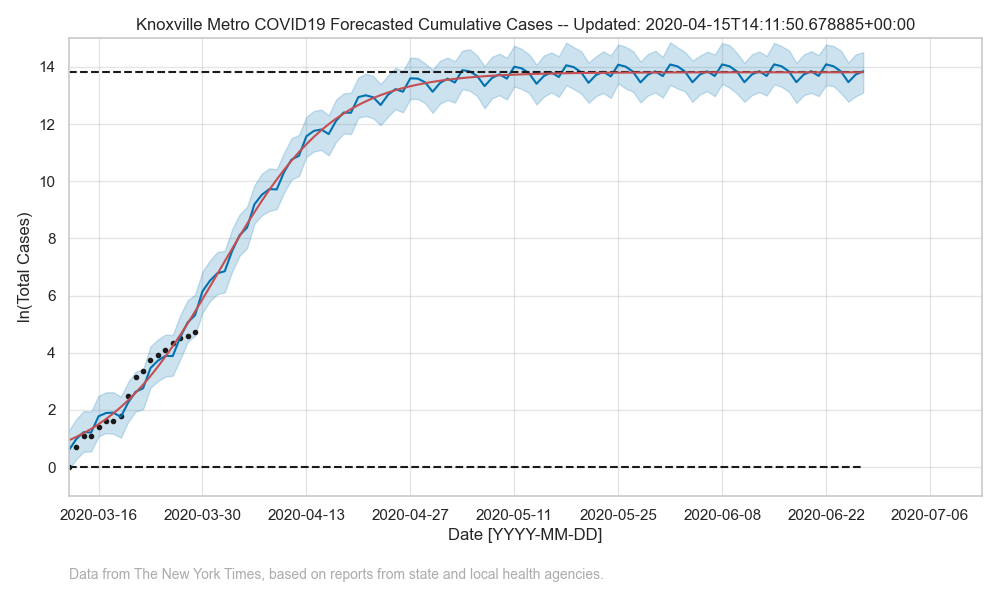 Knoxville Metro COVID19 Forecasted Cumulative Cases -- Updated: 2020-04-15T14:11:50.678885+00:00
14
12
10
8
6
4
2
0
ln(Total Cases)
2020-03-16 2020-03-30 2020-04-13 2020-04-27 2020-05-11 2020-05-25 2020-06-08 2020-06-22 2020-07-06
Date [YYYY-MM-DD]
Data from The New York Times, based on reports from state and local health agencies.